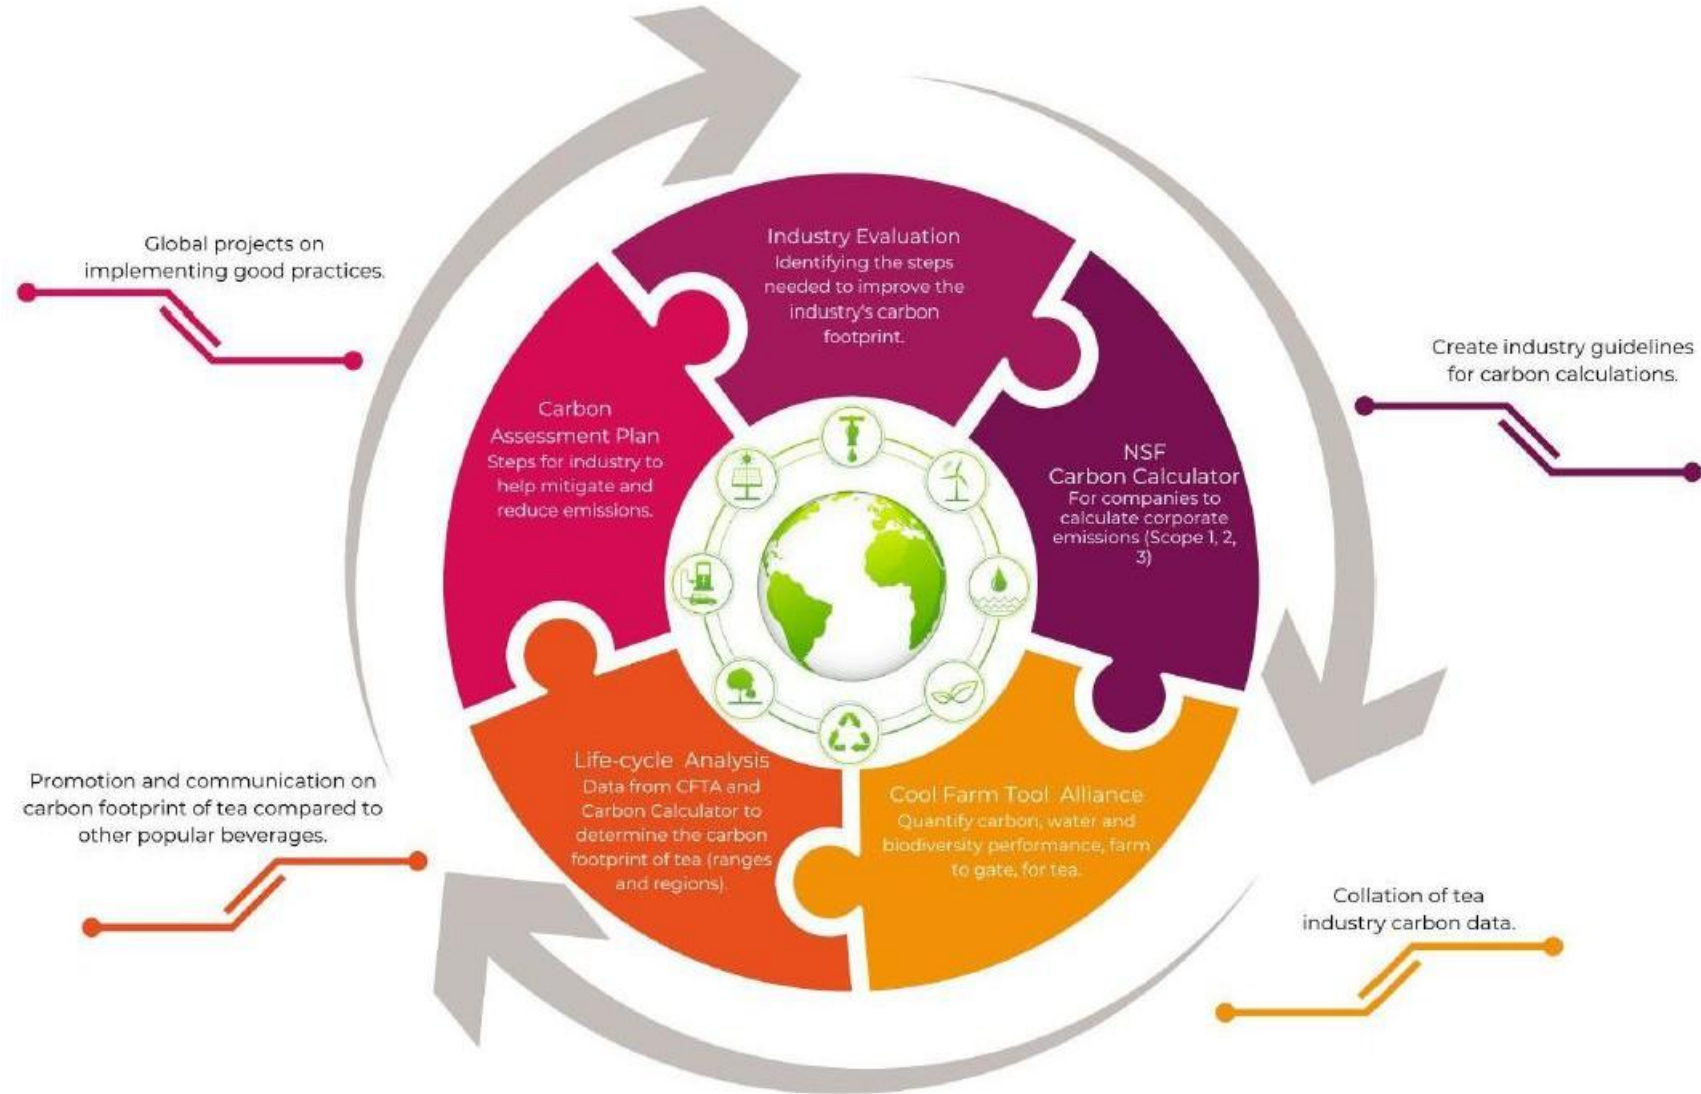 Industry Evaluation
Identifying the steps
needed to improve the
industry's carbon
footprint.
Global projects on
implementing good practices.
Create industry guidelines
for carbon calculations.
Carbon
Assessment Plan
Steps for industry to
help mitigate and
reduce emissions.
NSF
Carbon Calculator
For companies to
calculate corporate
emissions (Scope 1, 2,
3)
Life-cycle Analysis
Data from CFTA and
Carbon Calculator to
determine the carbon
footprint of tea (ranges
and regions).
Cool Farm Tool Alliance
Quantify carbon, water and
biodiversity performance, farm
to gate, for tea.
Promotion and communication on
carbon footprint of tea compared to
other popular beverages.
Collation of tea
industry carbon data.